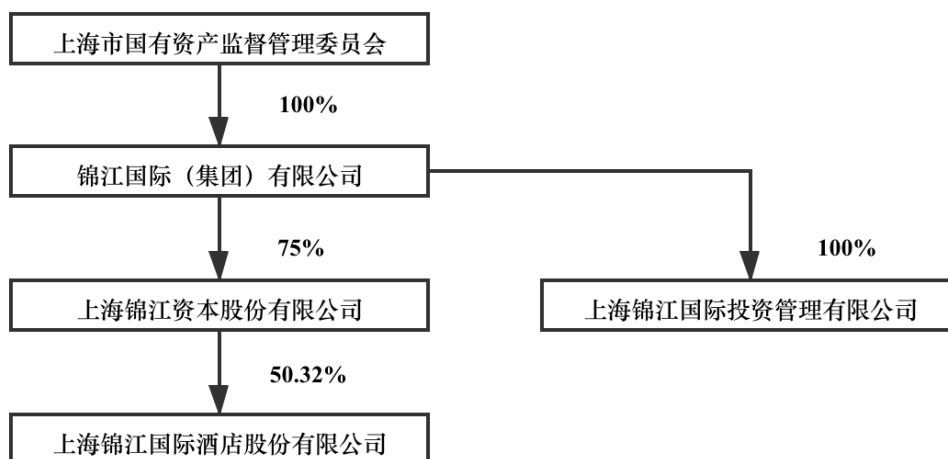 上海市国有资产监督管理委员会
100%
锦江国际（集团）有限公司
75%
100%
上海锦江资本股份有限公司
上海锦江国际投资管理有限公司
50.32%
上海锦江国际酒店股份有限公司